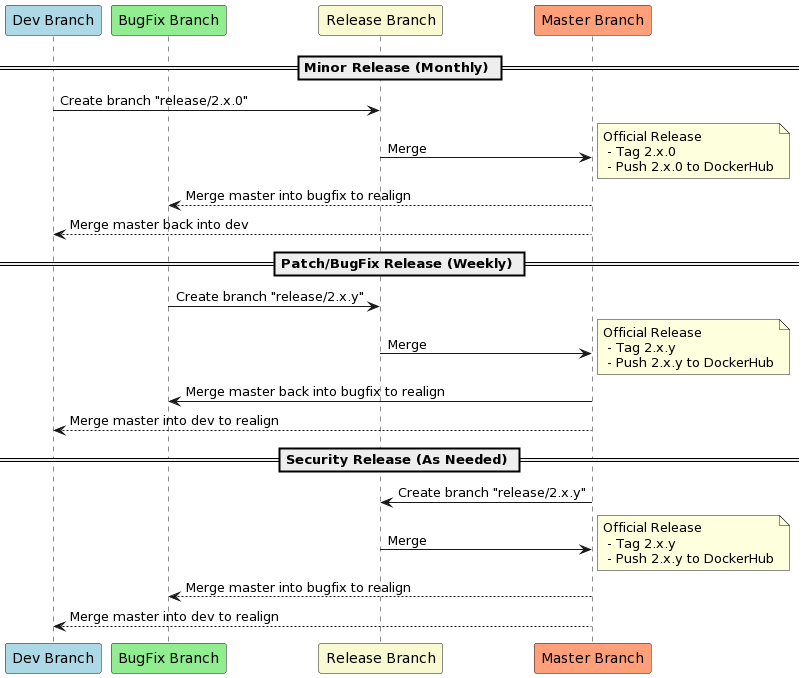 Dev Branch
BugFix Branch
Release Branch
Master Branch
Minor Release (Monthly)
Create branch "release/2.x.0"
Merge
Official Release
- Tag 2.x.0
- Push 2.x.0 to DockerHub
Merge master into bugfix to realign
Merge master back into dev
Patch/BugFix Release (Weekly)
Create branch "release/2.x.y"
Merge
Official Release
- Tag 2.x.y
- Push 2.x.y to DockerHub
Merge master back into bugfix to realign
Merge master into dev to realign
Security Release (As Needed)
Create branch "release/2.x.y"
Merge
Official Release
- Tag 2.x.y
- Push 2.x.y to DockerHub
Merge master into bugfix to realign
Merge master into dev to realign
Dev Branch
BugFix Branch
Release Branch
Master Branch